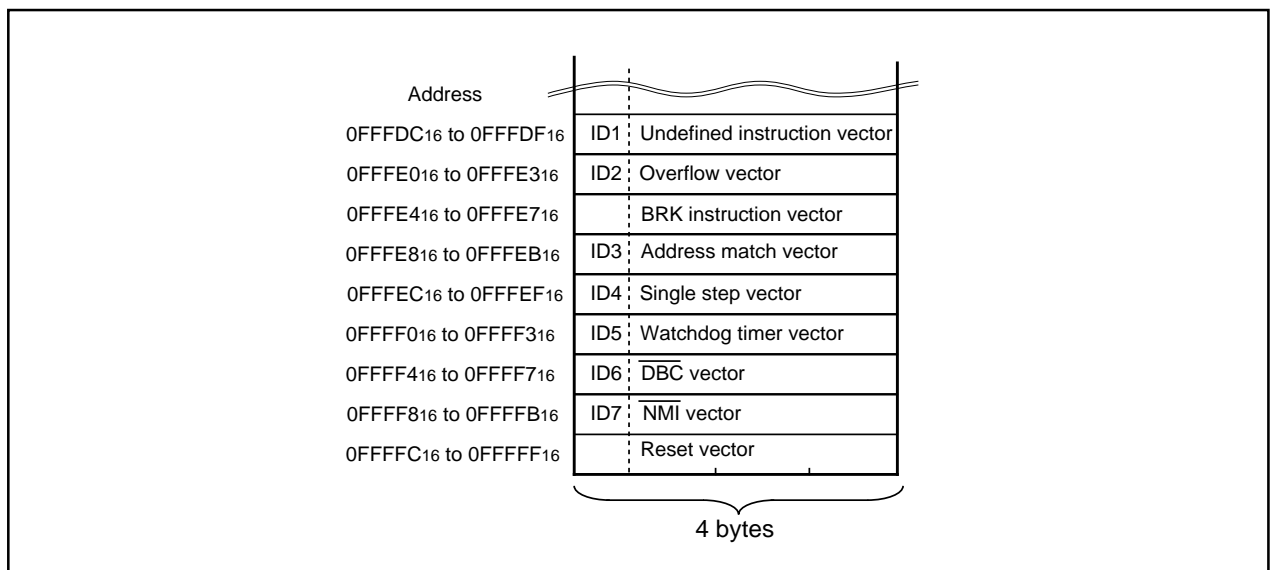 Address
0FFFDC16 to 0FFFDF16 ID1 Undefined instruction vector
0FFFE016 to 0FFFE316 ID2 Overflow vector
0FFFE416 to 0FFFE716 BRK instruction vector
0FFFE816 to 0FFFEB16 ID3 Address match vector
0FFFEC16 to 0FFFEF16 ID4 Single step vector
0FFFF016 to 0FFFF316 ID5 Watchdog timer vector
0FFFF416 to 0FFFF716 ID6 DBC vector
0FFFF816 to 0FFFFB16 ID7 NMI vector
0FFFFC16 to 0FFFFF16 Reset vector
4 bytes